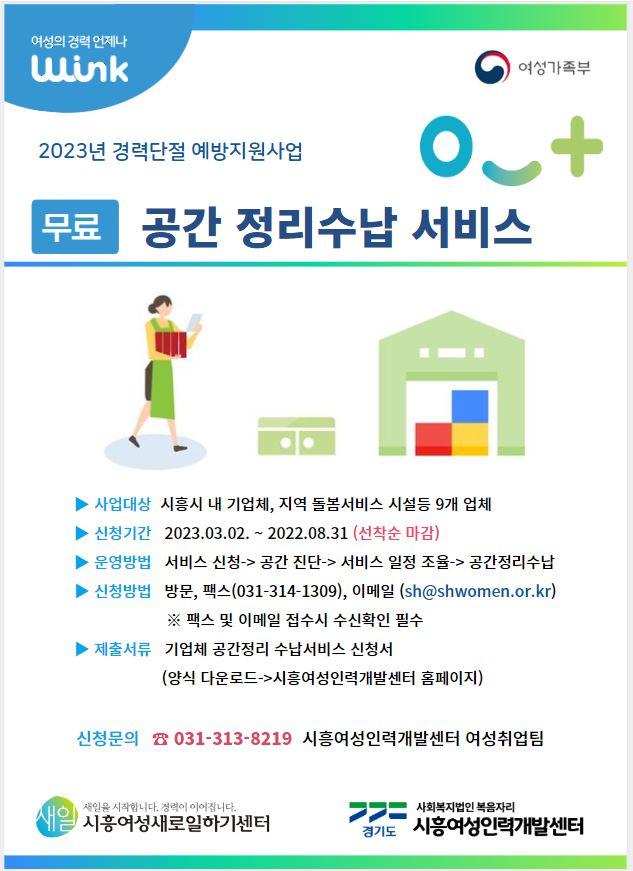 여성의 경력 언제나
wink
여성가족부
2023년 경력단절 예방지원사업
무료 공간 정리수납 서비스
▶ 사업대상 시흥시 내 기업체, 지역 돌봄서비스 시설등 9개 업체
▶ 신청기간 2023.03.02. ~ 2022.08.31 (선착순 마감)
▶ 운영방법 서비스 신청-> 공간 진단-> 서비스 일정 조율-> 공간정리수납
▶ 신청방법 방문, 팩스(031-314-1309), 이메일 (sh@shwomen.or.kr)
※ 팩스 및 이메일 접수시 수신확인 필수
▶ 제출서류 기업체 공간정리 수납서비스 신청서
(양식 다운로드->시흥여성인력개발센터 홈페이지)
신청문의 ☎ 031-313-8219 시흥여성인력개발센터 여성취업팀
새일
새일을 시작합니다. 경력이 이어집니다.
시흥여성새로일하기센터
경기도
사회복지법인 복음자리
시흥여성인력개발센터